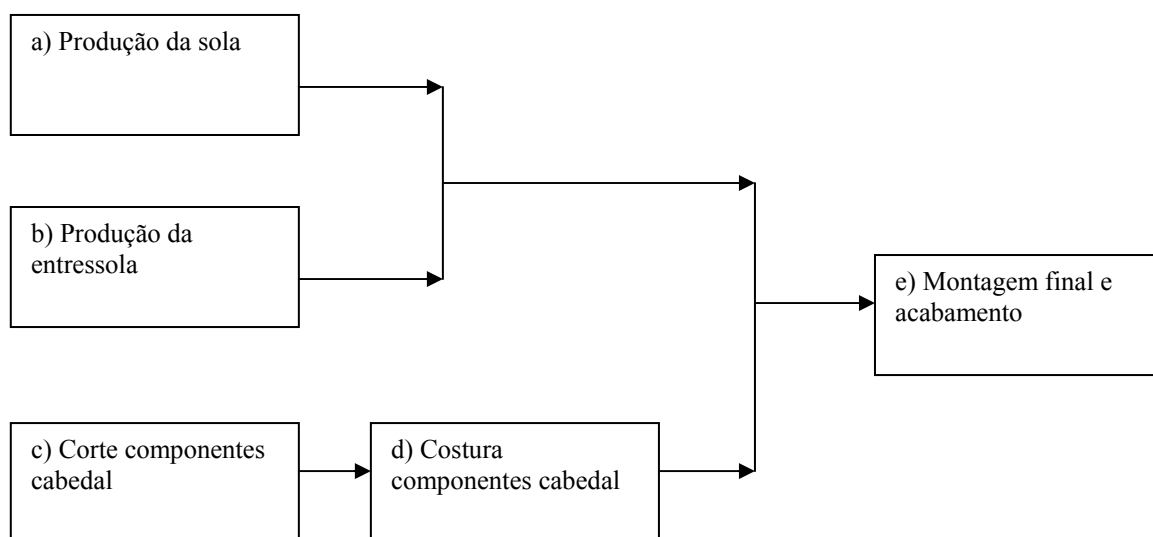 a) Produção da sola
b) Produção da
entressola
e) Montagem final e
acabamento
c) Corte componentes
cabedal
d) Costura
componentes cabedal